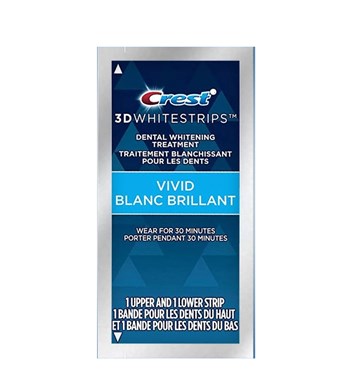 Crest
3DWHITESTRIPS™
DENTAL WHITENING
TREATMENT
TRAITEMENT BLANCHISSANT
POUR LES DENTS
VIVID
BLANC BRILLANT
WEAR FOR 30 MINUTES
PORTER PENDANT 30 MINUTES
1 UPPER AND 1 LOWER STRIP
1 BANDE POUR LES DENTS DU HAUT
ET 1 BANDE POUR LES DENTS DU BAS